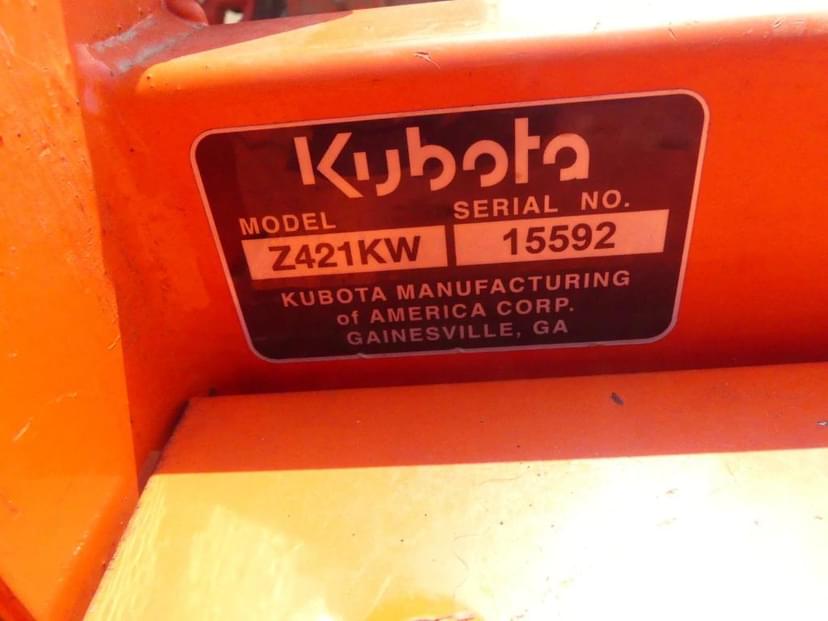 Kubota
MODEL SERIAL NO.
Z421KW 15592
KUBOTA MANUFACTURING
of AMERICA CORP.
GAINESVILLE, GA